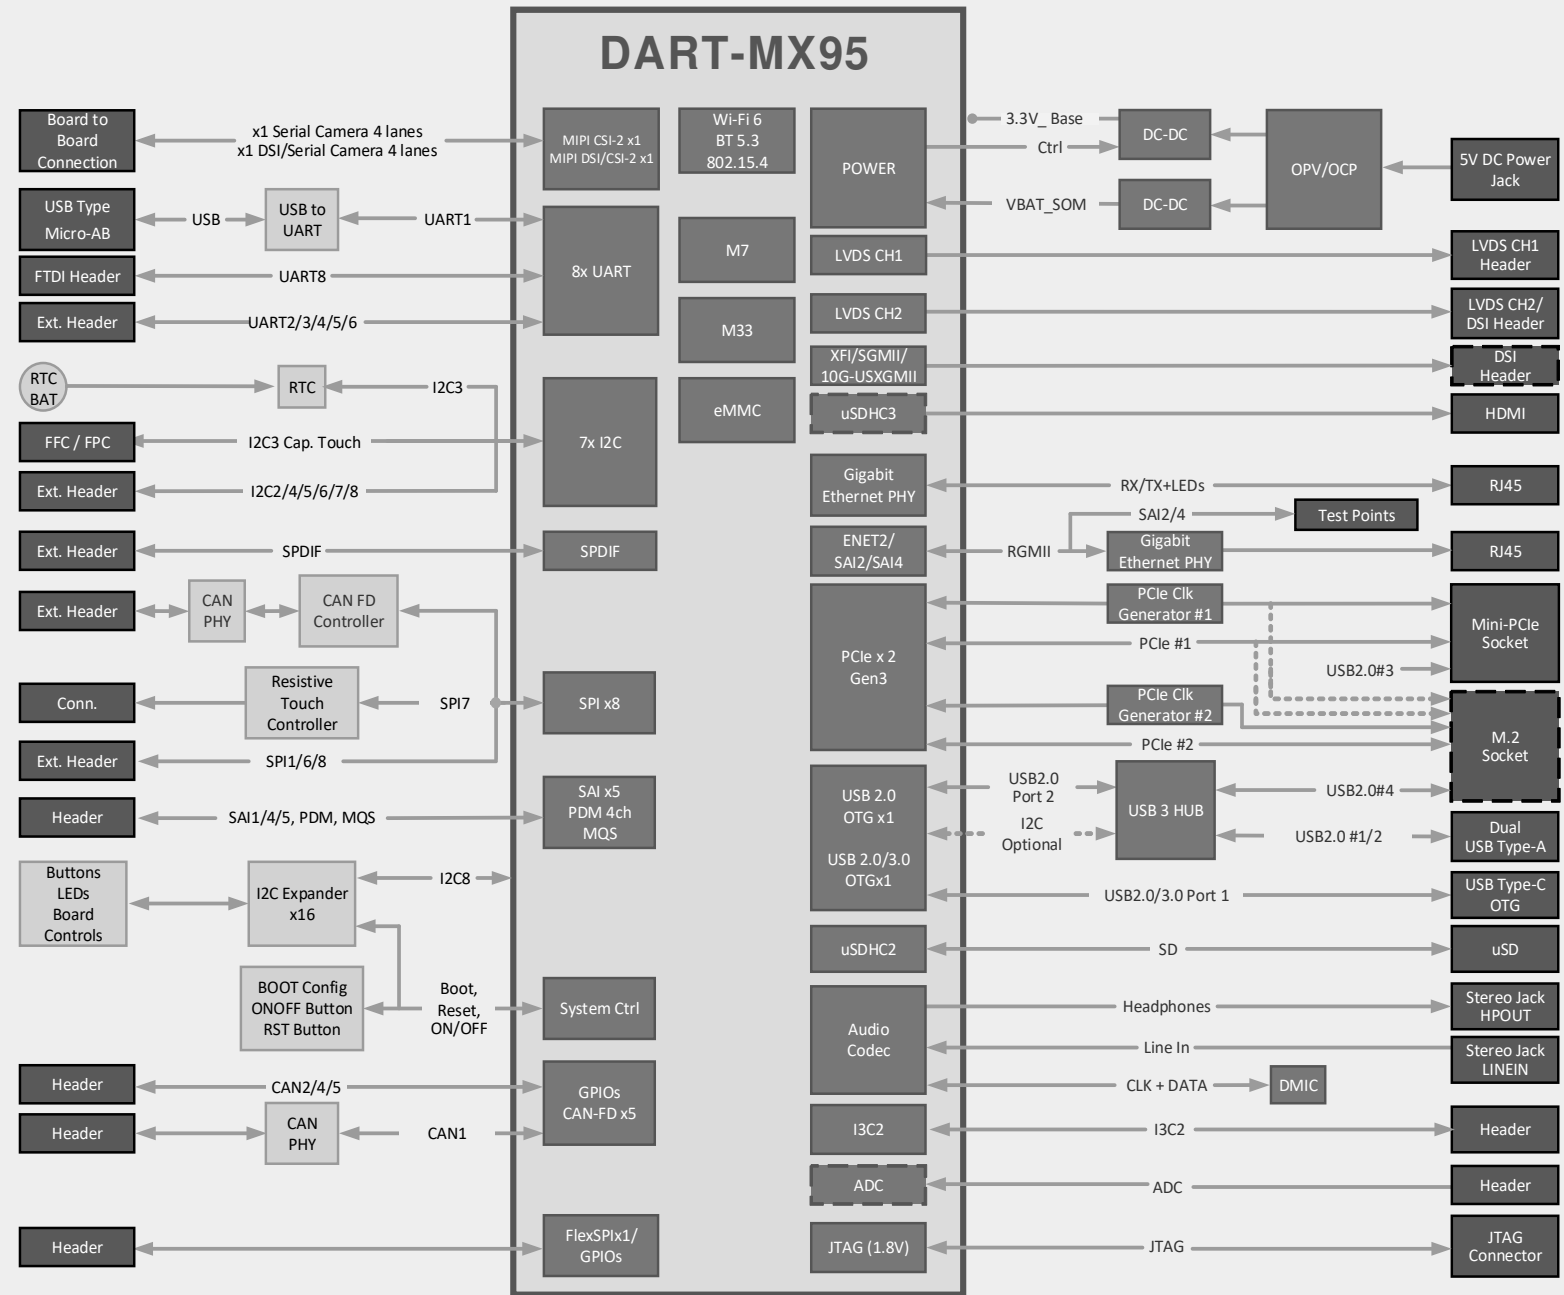 DART-MX95
Board to
Board
Connection
x1 Serial Camera 4 lanes
x1 DSI/Serial Camera 4 lanes
MIPI CSI-2 x1
MIPI DSI/CSI-2 x1
USB Type
Micro-AB
USB
USB to
UART
UART1
8x UART
FTDI Header
UART8
Ext. Header
UART2/3/4/5/6
RTC
BAT
RTC
I2C3
FFC / FPC
I2C3 Cap. Touch
7x I2C
Ext. Header
I2C2/4/5/6/7/8
Ext. Header
SPDIF
SPDIF
Ext. Header
CAN
PHY
CAN FD
Controller
Conn.
Resistive
Touch
Controller
SPI7
SPI x8
Ext. Header
SPI1/6/8
Header
SAI1/4/5, PDM, MQS
SAI x5
PDM 4ch
MQS
Buttons
LEDs
Board
Controls
I2C Expander
x16
I2C8
BOOT Config
ONOFF Button
RST Button
Boot,
Reset,
ON/OFF
System Ctrl
Header
CAN2/4/5
GPIOs
CAN-FD x5
Header
CAN
PHY
CAN1
Header
FlexSPIx1/
GPIOs
Wi-Fi 6
BT 5.3
802.15.4
M7
M33
eMMC
POWER
3.3V_ Base
Ctrl
DC-DC
VBAT_SOM
DC-DC
OPV/OCP
5V DC Power
Jack
LVDS CH1
LVDS CH1
Header
LVDS CH2
LVDS CH2/
DSI Header
XFI/SGMII/
10G-USXGMII
DSI
Header
uSDHC3
HDMI
Gigabit
Ethernet PHY
RX/TX+LEDs
RJ45
SAI2/4
Test Points
ENET2/
SAI2/SAI4
RGMII
Gigabit
Ethernet PHY
RJ45
PCIe x 2
Gen3
PCIe Clk
Generator #1
PCIe #1
Mini-PCIe
Socket
USB2.0#3
PCIe Clk
Generator #2
PCIe #2
M.2
Socket
USB 2.0
OTG x1
USB 2.0/3.0
OTGx1
USB2.0
Port 2
I2C
Optional
USB 3 HUB
USB2.0#4
USB2.0 #1/2
Dual
USB Type-A
USB2.0/3.0 Port 1
USB Type-C
OTG
uSDHC2
SD
uSD
Audio
Codec
Headphones
Stereo Jack
HPOUT
Line In
Stereo Jack
LINEIN
CLK + DATA
DMIC
I3C2
I3C2
Header
ADC
ADC
Header
JTAG (1.8V)
JTAG
JTAG
Connector